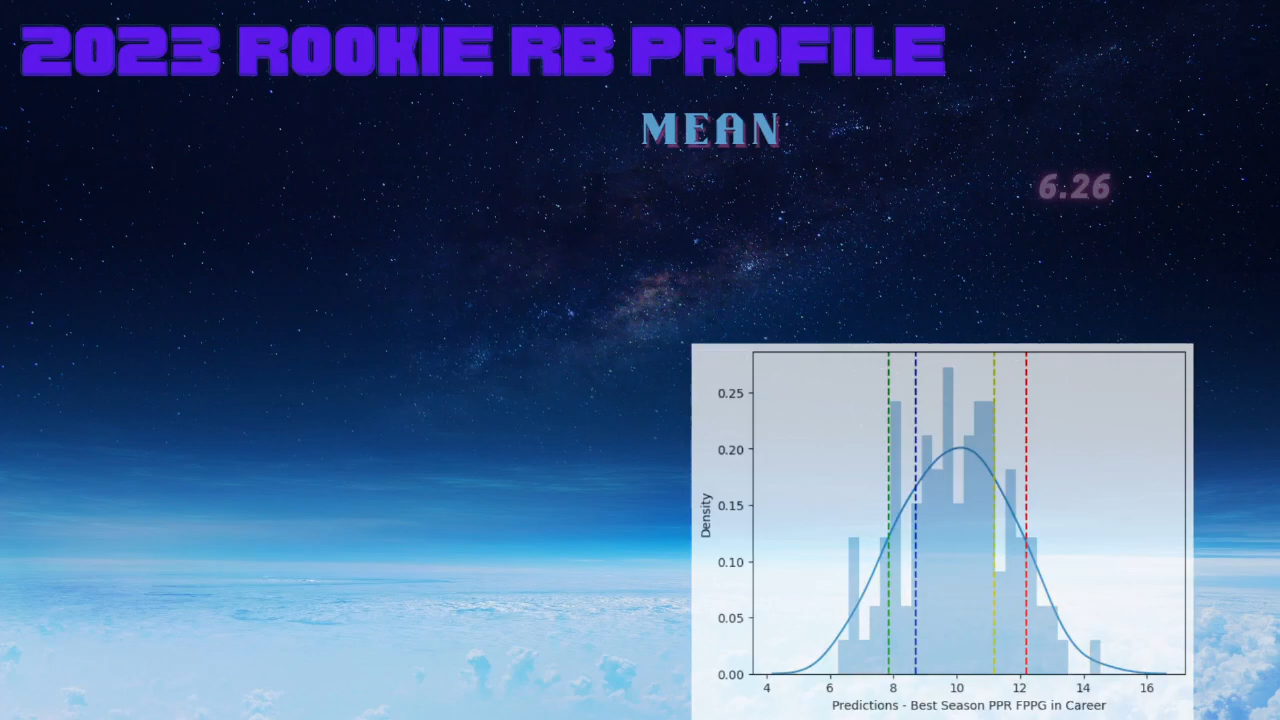 2023 ROOKIE RB PROFILE
MEAN
6.26
0.25
0.20
0.15
0.10
0.05
0.00
Density
4 6 8 10 12 14 16
Predictions - Best Season PPR FPPG in Career